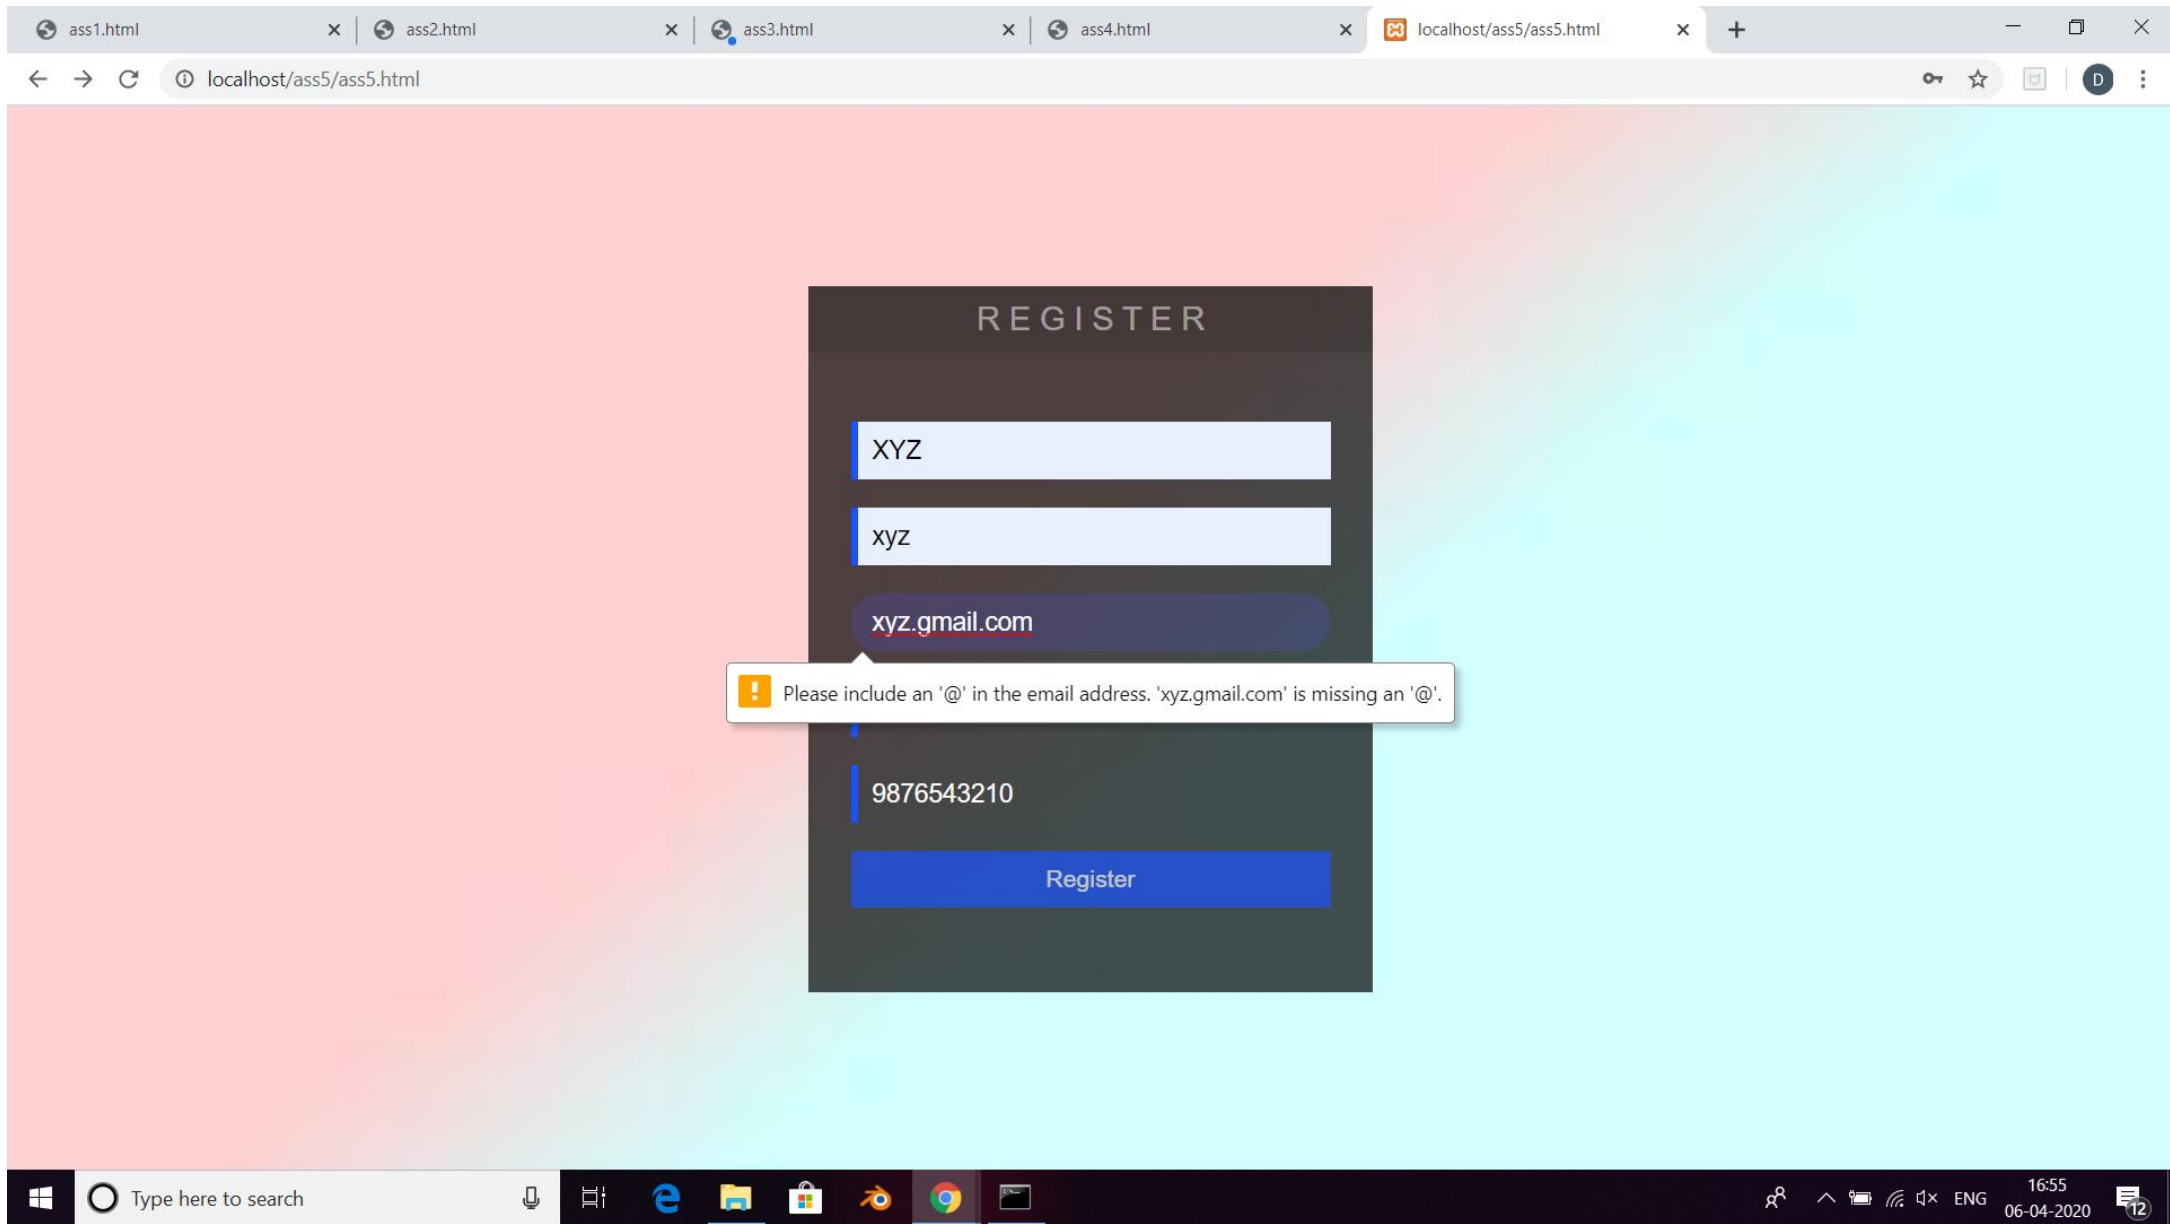 ass1.html ass2.html ass3.html ass4.html localhost/ass5/ass5.html
localhost/ass5/ass5.html D
REGISTER
XYZ
xyz
xyz.gmail.com
Please include an '@' in the email address. 'xyz.gmail.com' is missing an '@'.
9876543210
Register
Type here to search ENG 16:55
06-04-2020 12